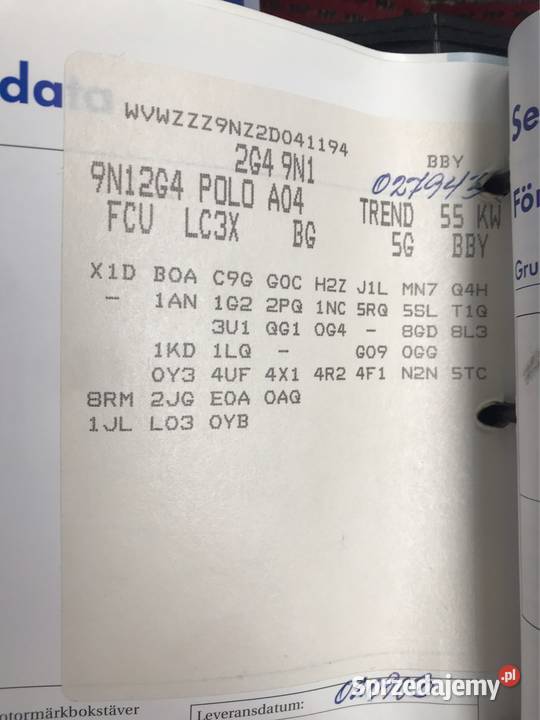 data
WVWZZZ9NZ2D041194
2G4 9N1 BBY
9N12G4 POLO A04 TREND 55 KW
FCV LC3X BG 5G BBY
X1D B0A C9G G0C H2Z J1L MN7 Q4H
- 1AN 1G2 2PQ 1NC 5RQ 5SL T1Q
3U1 QG1 0G4 - 8GD 8L3
1KD 1LQ - G09 0GG
0Y3 4UF 4X1 4R2 4F1 N2N 5TC
8RM 2JG E0A 0AQ
1JL L03 0YB
Leveransdatum:
Se
För
Gru
Sprzedajemy.pl